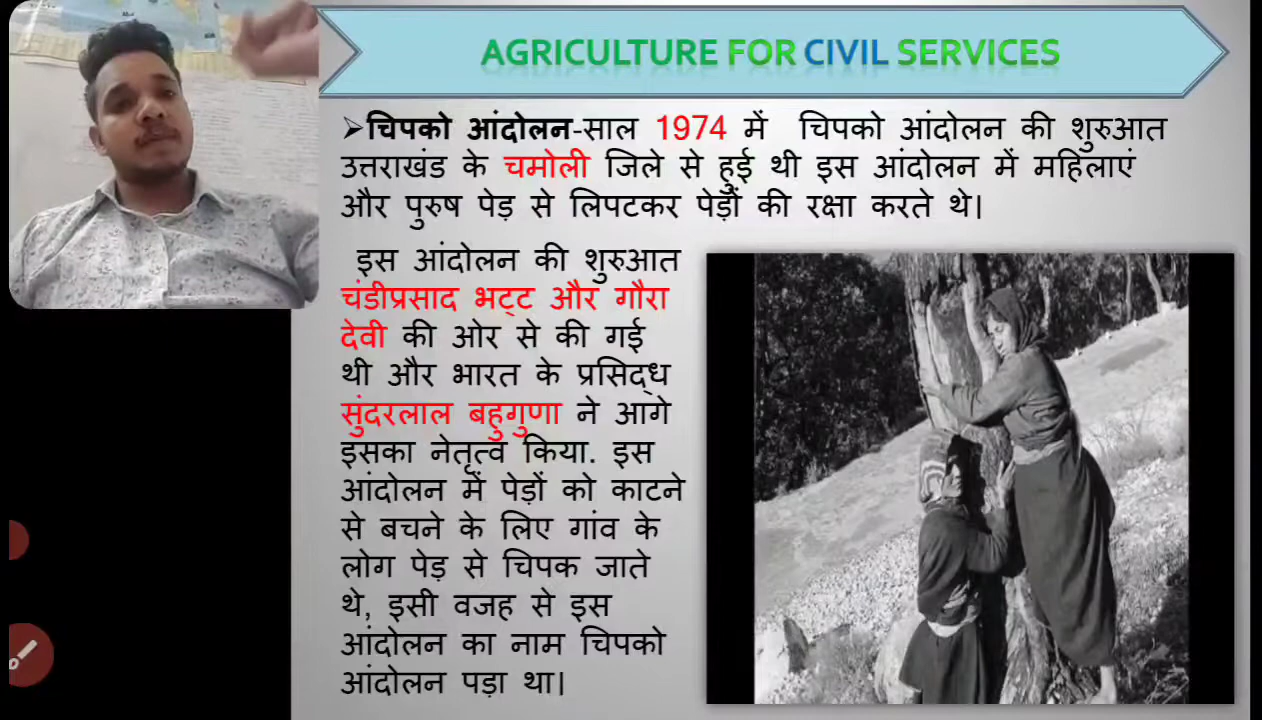 AGRICULTURE FOR CIVIL SERVICES
➢चिपको आंदोलन-साल 1974 में चिपको आंदोलन की शुरुआत
उत्तराखंड के चमोली जिले से हुई थी इस आंदोलन में महिलाएं
और पुरुष पेड़ से लिपटकर पेड़ों की रक्षा करते थे।
इस आंदोलन की शुरुआत
चंडीप्रसाद भट्ट और गौरा
देवी की ओर से की गई
थी और भारत के प्रसिद्ध
सुंदरलाल बहुगुणा ने आगे
इसका नेतृत्व किया. इस
आंदोलन में पेड़ों को काटने
से बचने के लिए गांव के
लोग पेड़ से चिपक जाते
थे, इसी वजह से इस
आंदोलन का नाम चिपको
आंदोलन पड़ा था।